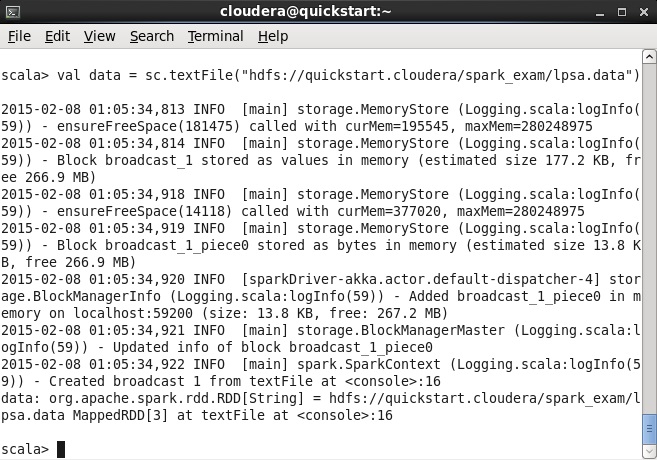 cloudera@quickstart:~
File Edit View Search Terminal Help
scala> val data = sc.textFile("hdfs://quickstart.cloudera/spark_exam/lpsa.data")
2015-02-08 01:05:34,813 INFO  [main] storage.MemoryStore (Logging.scala:logInfo(
59)) - ensureFreeSpace(181475) called with curMem=195545, maxMem=280248975
2015-02-08 01:05:34,814 INFO  [main] storage.MemoryStore (Logging.scala:logInfo(
59)) - Block broadcast_1 stored as values in memory (estimated size 177.2 KB, fr
ee 266.9 MB)
2015-02-08 01:05:34,918 INFO  [main] storage.MemoryStore (Logging.scala:logInfo(
59)) - ensureFreeSpace(14118) called with curMem=377020, maxMem=280248975
2015-02-08 01:05:34,919 INFO  [main] storage.MemoryStore (Logging.scala:logInfo(
59)) - Block broadcast_1_piece0 stored as bytes in memory (estimated size 13.8 K
B, free 266.9 MB)
2015-02-08 01:05:34,920 INFO  [sparkDriver-akka.actor.default-dispatcher-4] stor
age.BlockManagerInfo (Logging.scala:logInfo(59)) - Added broadcast_1_piece0 in m
emory on localhost:59200 (size: 13.8 KB, free: 267.2 MB)
2015-02-08 01:05:34,921 INFO  [main] storage.BlockManagerMaster (Logging.scala:l
ogInfo(59)) - Updated info of block broadcast_1_piece0
2015-02-08 01:05:34,922 INFO  [main] spark.SparkContext (Logging.scala:logInfo(5
9)) - Created broadcast 1 from textFile at <console>:16
data: org.apache.spark.rdd.RDD[String] = hdfs://quickstart.cloudera/spark_exam/l
psa.data MappedRDD[3] at textFile at <console>:16
scala>